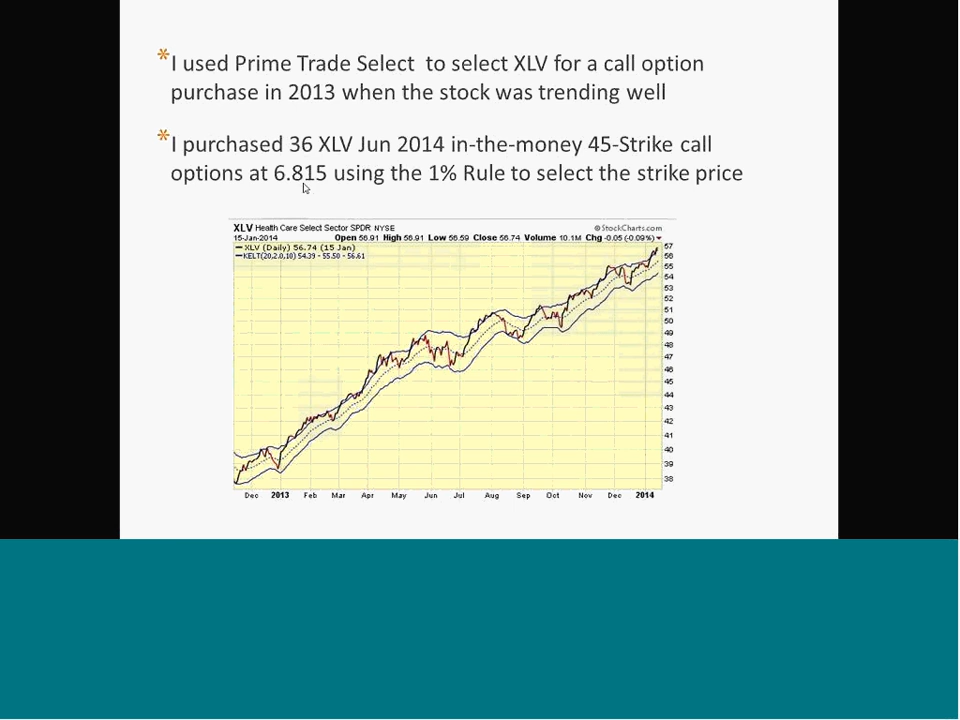 * I used Prime Trade Select to select XLV for a call option
purchase in 2013 when the stock was trending well
* I purchased 36 XLV Jun 2014 in-the-money 45-Strike call
options at 6.815 using the 1% Rule to select the strike price
XLV Health Care Select Sector SPDR NYSE © StockCharts.com
15-Jan-2014 Open 56.91 High 56.91 Low 56.59 Close 56.74 Volume 10.1M Chg -0.05 (-0.09%)
XLV (Daily) 56.74 (15 Jan)
KELT(20,2.0,10) 54.39 - 55.50 - 56.61
57
56
55
54
53
52
51
50
49
48
47
46
45
44
43
42
41
40
39
38
Dec 2013 Feb Mar Apr May Jun Jul Aug Sep Oct Nov Dec 2014